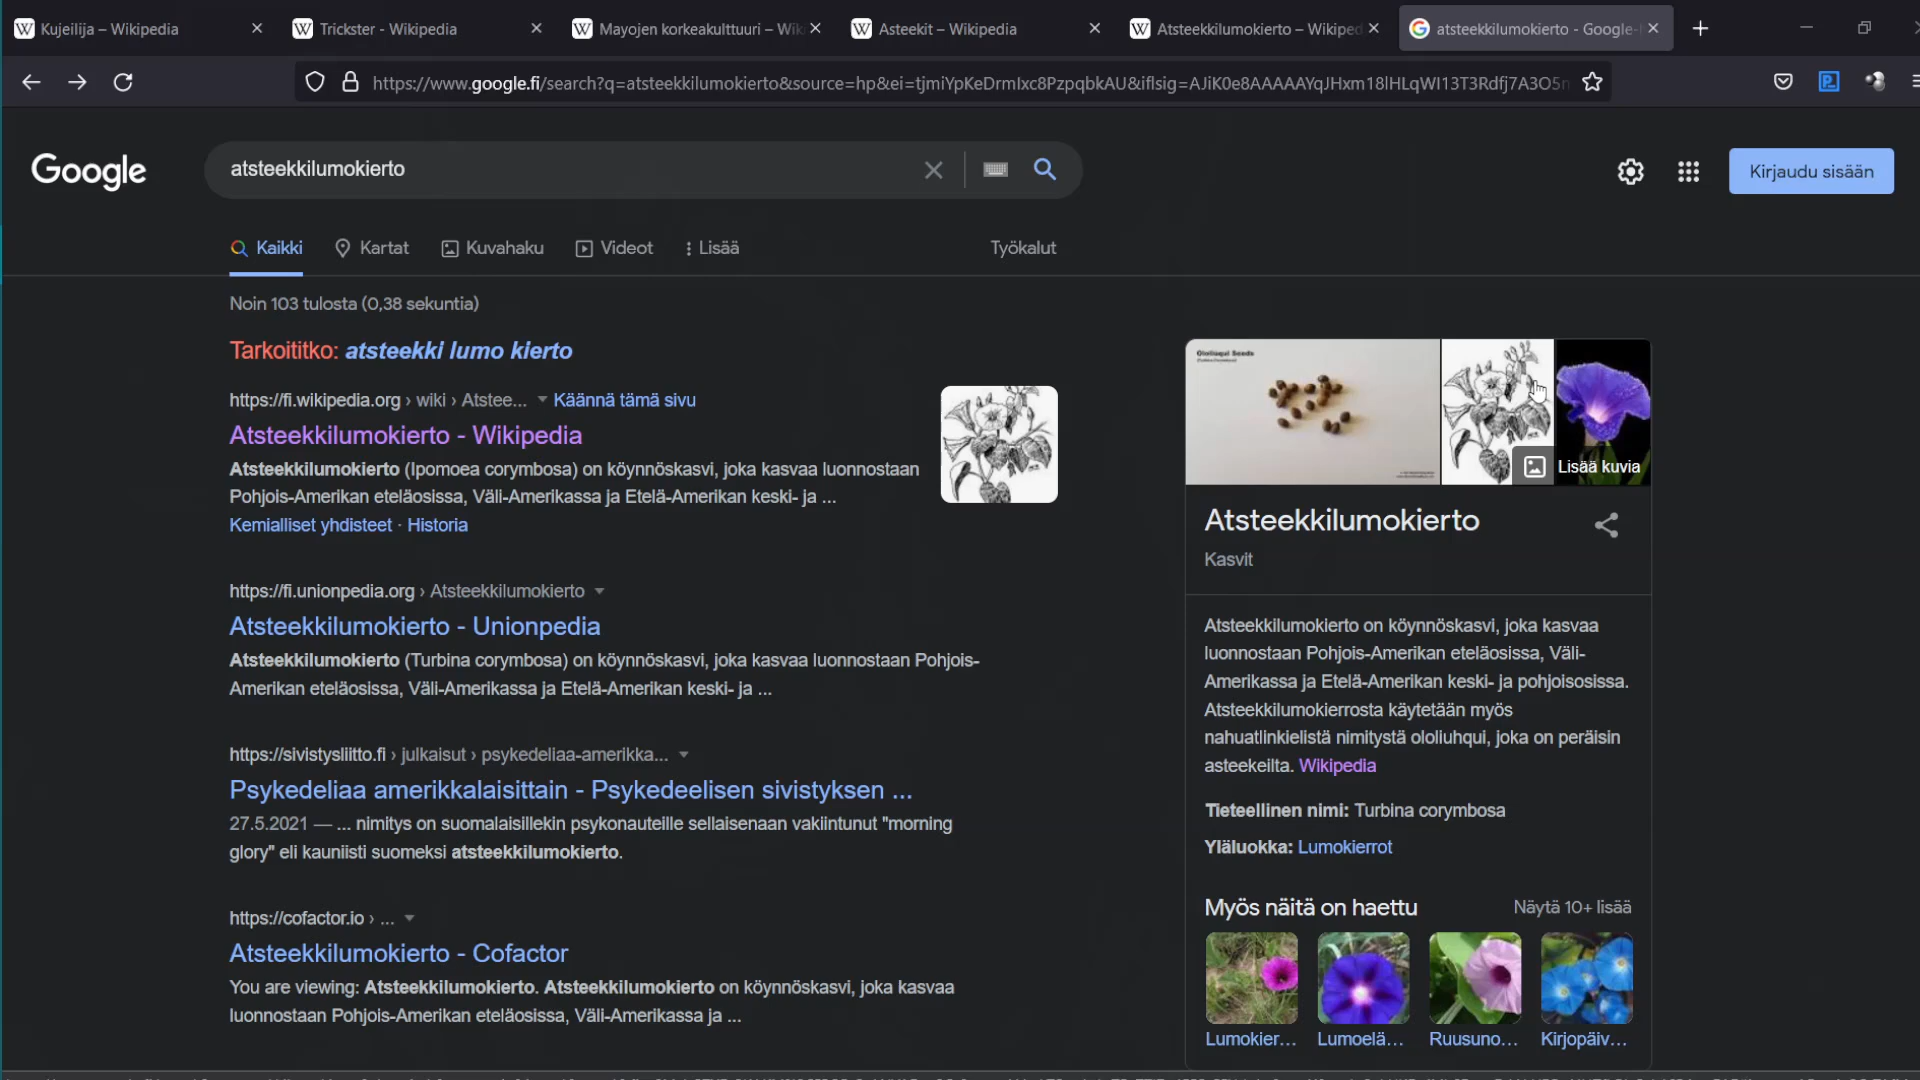 Kujeilija – Wikipedia
Trickster - Wikipedia
Mayojen korkeakulttuuri – Wik
Asteekit – Wikipedia
Atsteekkilumokierto – Wikiped
atsteekkilumokierto - Google-
https://www.google.fi/search?q=atsteekkilumokierto&source=hp&ei=
Google
atsteekkilumokierto
Kirjaudu sisään
Kaikki
Kartat
Kuvahaku
Videot
Lisää
Työkalut
Noin 103 tulosta (0,38 sekuntia)
Tarkoititko: atsteekki lumo kierto
https://fi.wikipedia.org › wiki › Atstee... Käännä tämä sivu
Atsteekkilumokierto - Wikipedia
Atsteekkilumokierto (Ipomoea corymbosa) on köynnöskasvi, joka kasvaa luonnostaan
Pohjois-Amerikan eteläosissa, Väli-Amerikassa ja Etelä-Amerikan keski- ja ...
Kemialliset yhdisteet · Historia
https://fi.unionpedia.org › Atsteekkilumokierto
Atsteekkilumokierto - Unionpedia
Atsteekkilumokierto (Turbina corymbosa) on köynnöskasvi, joka kasvaa luonnostaan Pohjois-
Amerikan eteläosissa, Väli-Amerikassa ja Etelä-Amerikan keski- ja ...
https://sivistysliitto.fi › julkaisut › psykedeliaa-amerikka...
Psykedeliaa amerikkalaisittain - Psykedeelisen sivistyksen ...
27.5.2021 — ... nimitys on suomalaisillekin psykonauteille sellaisenaan vakiintunut "morning
glory" eli kauniisti suomeksi atsteekkilumokierto.
https://cofactor.io › ...
Atsteekkilumokierto - Cofactor
You are viewing: Atsteekkilumokierto. Atsteekkilumokierto on köynnöskasvi, joka kasvaa
luonnostaan Pohjois-Amerikan eteläosissa, Väli-Amerikassa ja ...
Ololiuqui Seeds
Lisää kuvia
Atsteekkilumokierto
Kasvit
Atsteekkilumokierto on köynnöskasvi, joka kasvaa
luonnostaan Pohjois-Amerikan eteläosissa, Väli-
Amerikassa ja Etelä-Amerikan keski- ja pohjoisosissa.
Atsteekkilumokierrosta käytetään myös
nahuatlinkielistä nimitystä ololiuhqui, joka on peräisin
asteekeilta. Wikipedia
Tieteellinen nimi: Turbina corymbosa
Yläluokka: Lumokierrot
Myös näitä on haettu
Näytä 10+ lisää
Lumokier...
Lumoelä...
Ruusuno...
Kirjopäiv...